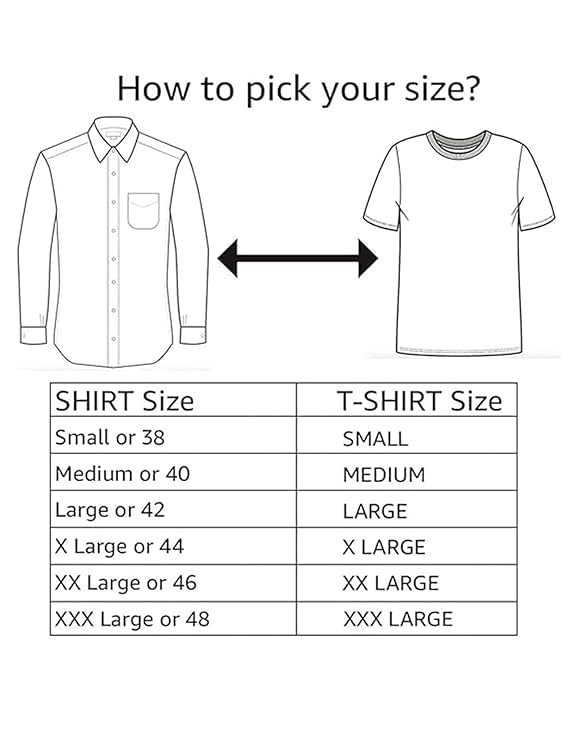 How to pick your size?
SHIRT Size T-SHIRT Size
Small or 38 SMALL
Medium or 40 MEDIUM
Large or 42 LARGE
X Large or 44 X LARGE
XX Large or 46 XX LARGE
XXX Large or 48 XXX LARGE